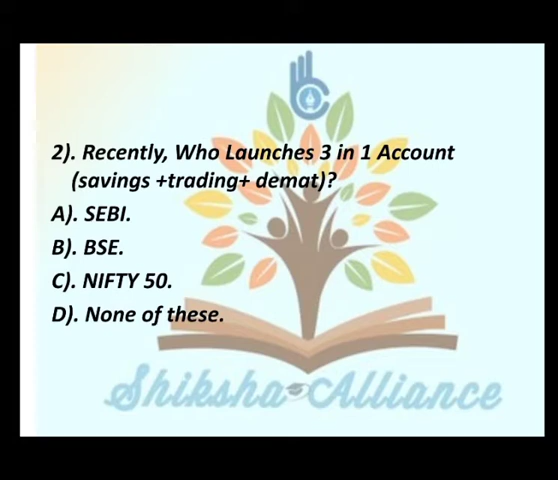 2). Recently, Who Launches 3 in 1 Account
(savings +trading+ demat)?
A). SEBI.
B). BSE.
C). NIFTY 50.
D). None of these.
Shiksha Alliance